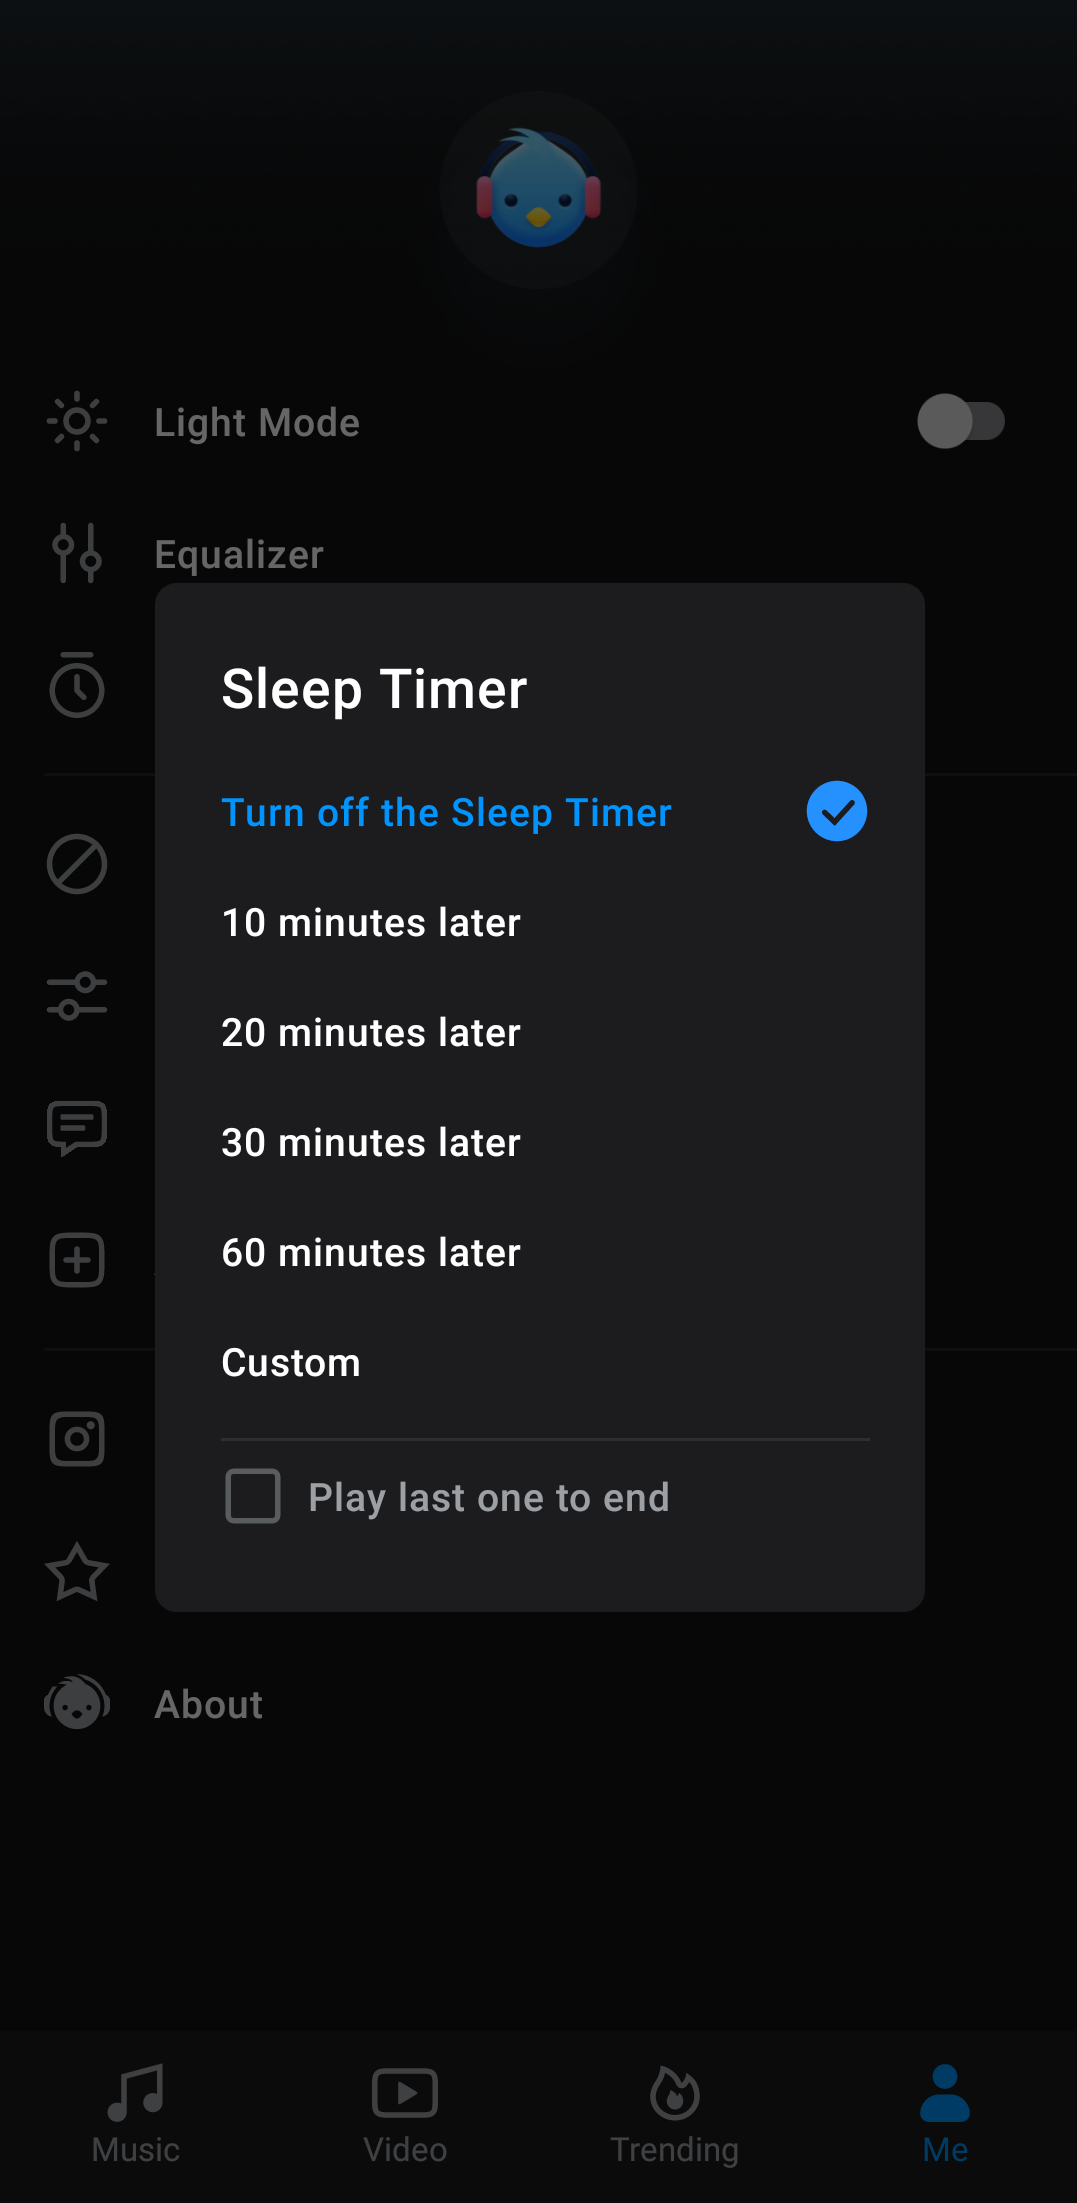 Light Mode
Equalizer
Sleep Timer
Turn off the Sleep Timer
10 minutes later
20 minutes later
30 minutes later
60 minutes later
Custom
Play last one to end
About
Music
Video
Trending
Me